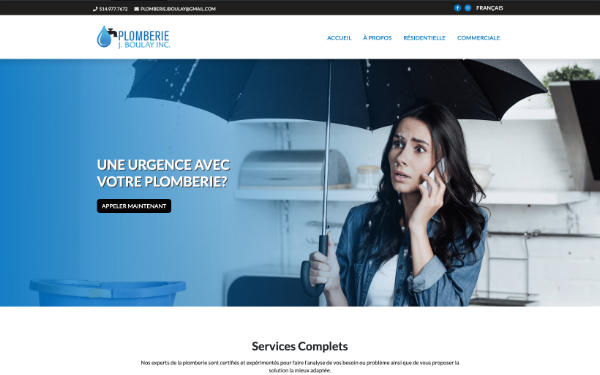 514.977.7672 PLOMBERIE.JBOULAY@GMAIL.COM FRANÇAIS
PLOMBERIE
J. BOULAY INC.
ACCUEIL À PROPOS RÉSIDENTIELLE COMMERCIALE
UNE URGENCE AVEC
VOTRE PLOMBERIE?
APPELER MAINTENANT
Services Complets
Nos experts de la plomberie sont certifiés et expérimentés pour faire l'analyse de vos besoin ou problème ainsi que de vous proposer la
solution la mieux adaptée.